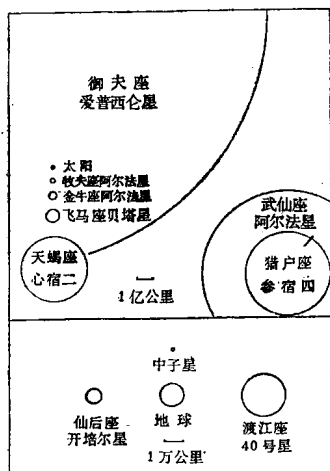 御夫座
爱普西仑星
太阳
牧夫座阿尔法星
金牛座阿尔法星
飞马座贝塔星
武仙座
阿尔法星
天蝎座
心宿二
猎户座
参宿四
1亿公里
中子星
仙后座
开培尔星
地球
渡江座
40号星
1万公里